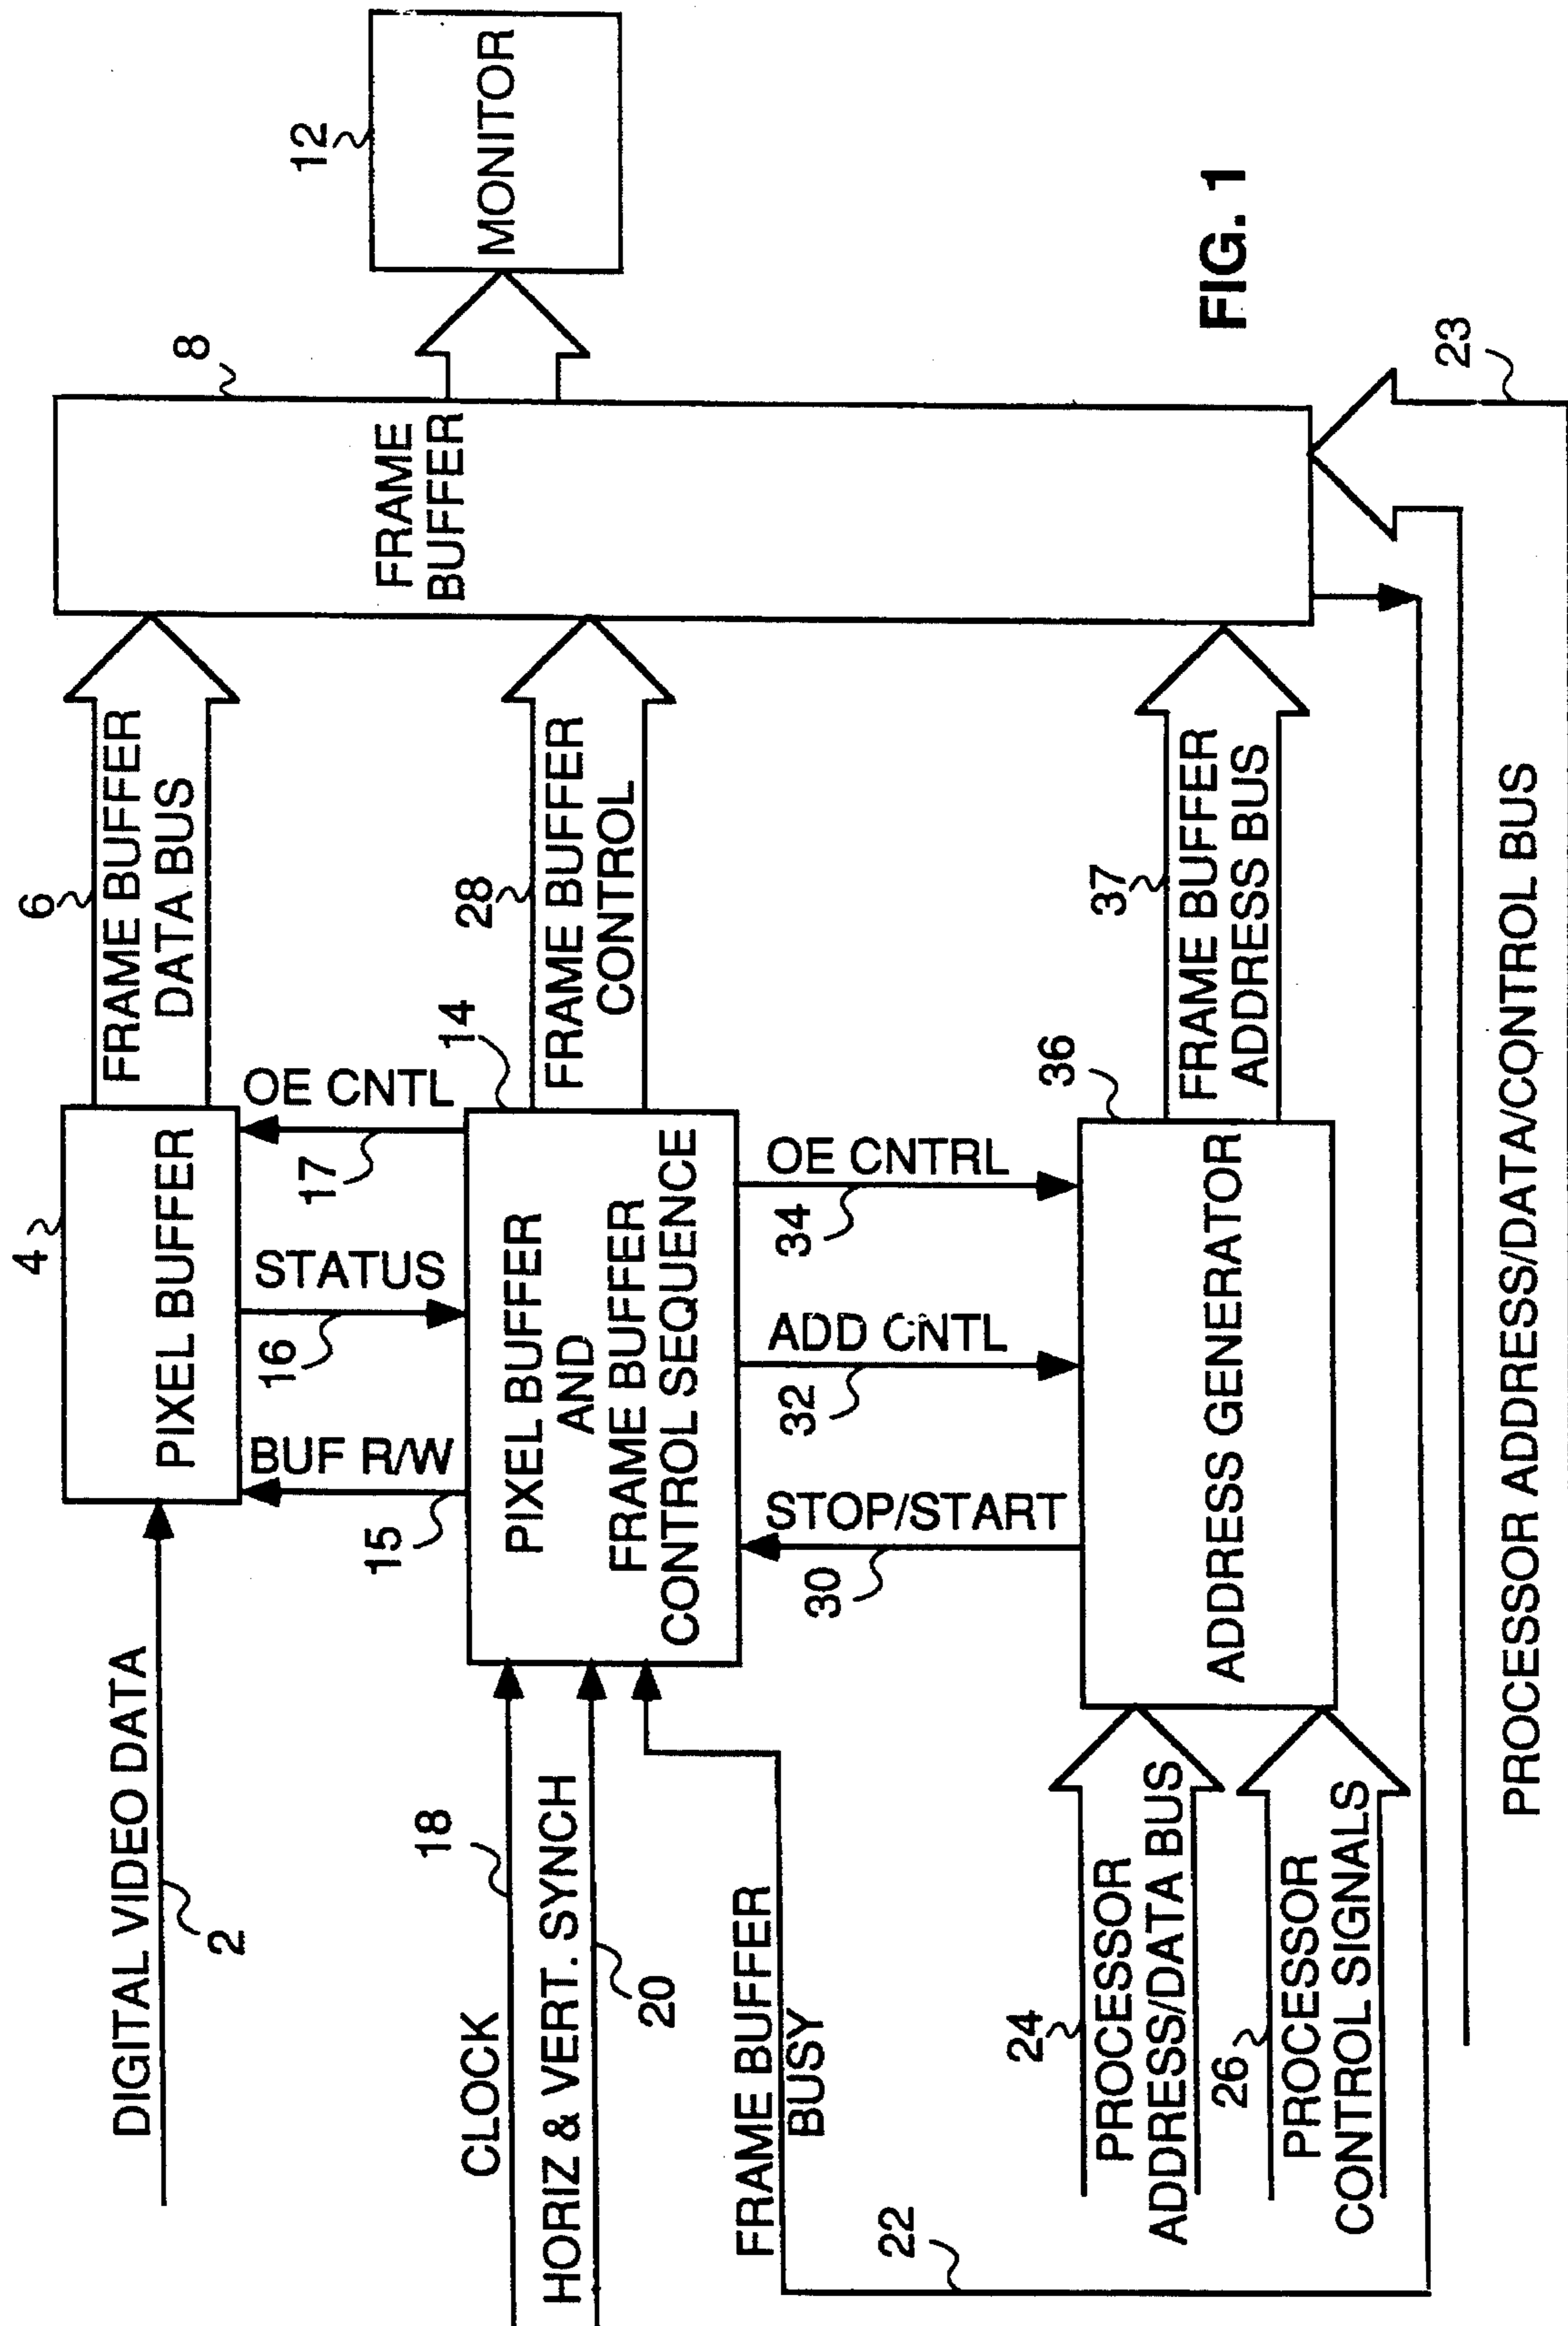 DIGITAL VIDEO DATA
2
4
PIXEL BUFFER
6
FRAME BUFFER
DATA BUS
8
FRAME
BUFFER
12
MONITOR
BUF R/W
15
STATUS
16
OE CNTL
17
CLOCK
18
HORIZ & VERT. SYNCH
20
14
PIXEL BUFFER
AND
FRAME BUFFER
CONTROL SEQUENCE
28
FRAME BUFFER
CONTROL
FRAME BUFFER
BUSY
22
STOP/START
30
ADD CNTL
32
OE CNTRL
34
24
PROCESSOR
ADDRESS/DATA BUS
26
PROCESSOR
CONTROL SIGNALS
36
ADDRESS GENERATOR
37
FRAME BUFFER
ADDRESS BUS
FIG. 1
23
PROCESSOR ADDRESS/DATA/CONTROL BUS